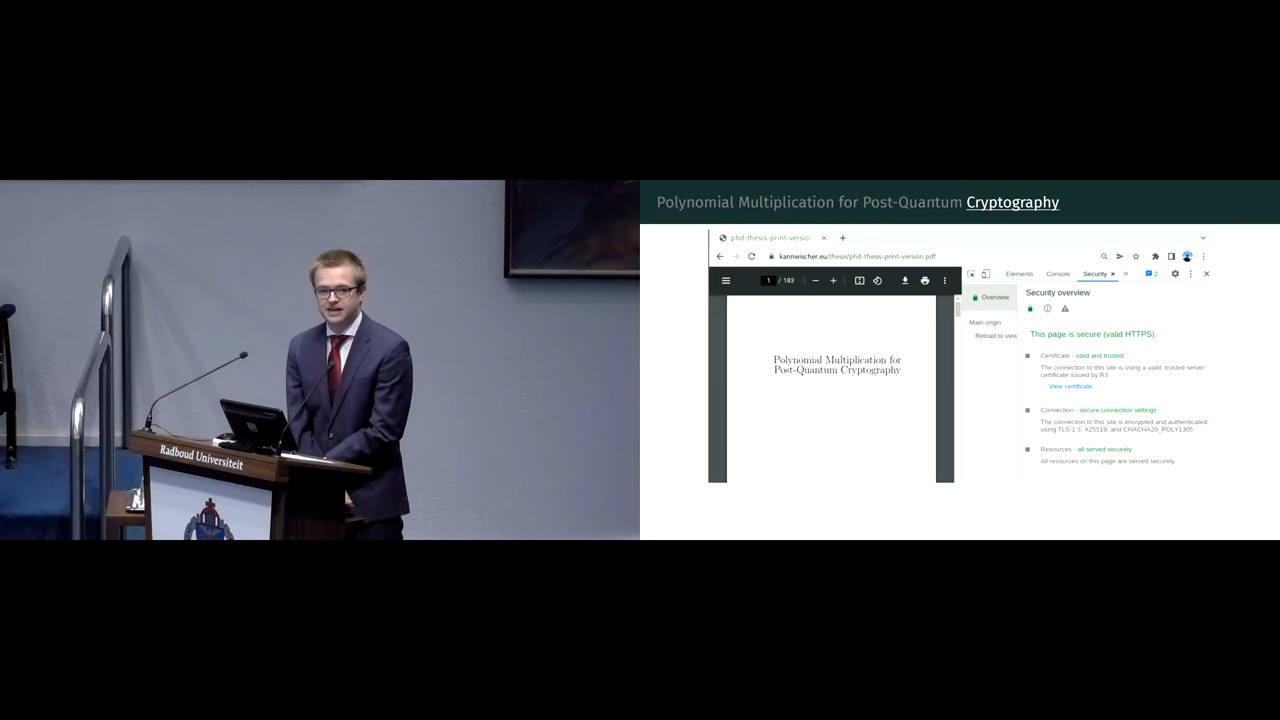 Radboud Universiteit
Polynomial Multiplication for Post-Quantum Cryptography
phd-thesis-print-versio
kannwischer.eu/thesis/phd-thesis-print-version.pdf
1 / 183
Polynomial Multiplication for
Post-Quantum Cryptography
Elements Console Security 2
Overview
Main origin
Reload to view
Security overview
This page is secure (valid HTTPS).
Certificate - valid and trusted
The connection to this site is using a valid, trusted server
certificate issued by R3.
View certificate
Connection - secure connection settings
The connection to this site is encrypted and authenticated
using TLS 1.3, X25519, and CHACHA20_POLY1305.
Resources - all served securely
All resources on this page are served securely.